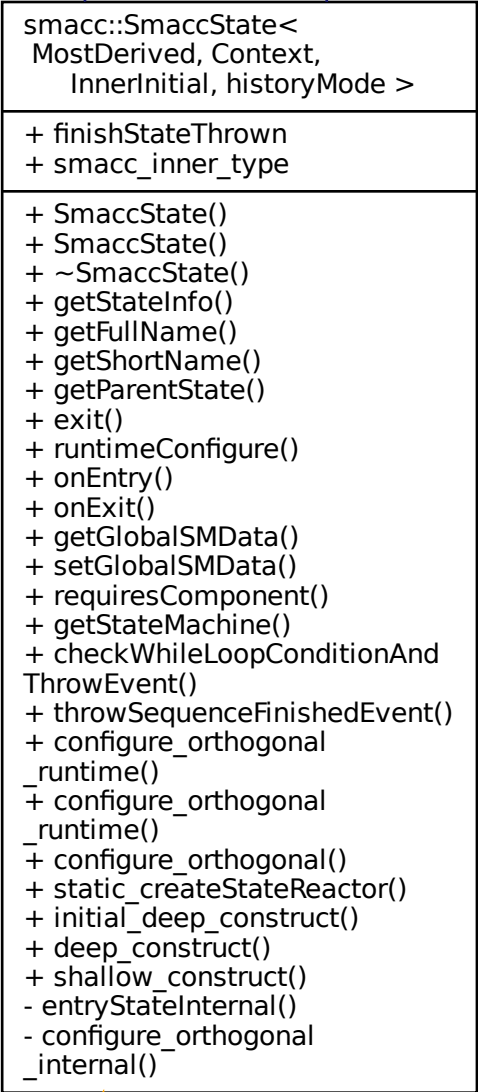 smacc::SmaccState<
MostDerived, Context,
InnerInitial, historyMode >
+ finishStateThrown
+ smacc_inner_type
+ SmaccState()
+ SmaccState()
+ ~SmaccState()
+ getStateInfo()
+ getFullName()
+ getShortName()
+ getParentState()
+ exit()
+ runtimeConfigure()
+ onEntry()
+ onExit()
+ getGlobalSMData()
+ setGlobalSMData()
+ requiresComponent()
+ getStateMachine()
+ checkWhileLoopConditionAnd
ThrowEvent()
+ throwSequenceFinishedEvent()
+ configure_orthogonal
_runtime()
+ configure_orthogonal
_runtime()
+ configure_orthogonal()
+ static_createStateReactor()
+ initial_deep_construct()
+ deep_construct()
+ shallow_construct()
- entryStateInternal()
- configure_orthogonal
_internal()